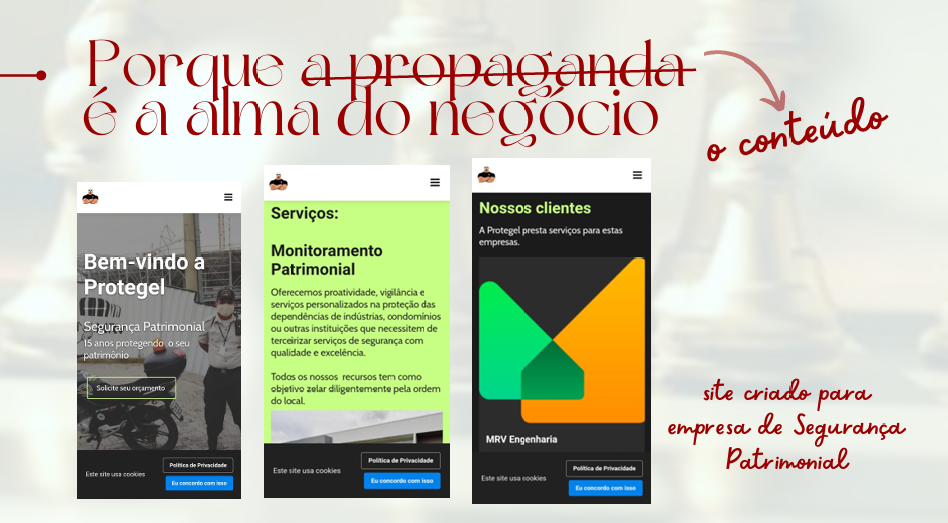 Porque a propaganda
é a alma do negócio
o conteúdo
Bem-vindo a
Protegel
Segurança Patrimonial
15 anos protegendo o seu
patrimônio
Solicite seu orçamento
Este site usa cookies
Política de Privacidade
Eu concordo com isso
Serviços:
Monitoramento
Patrimonial
Oferecemos proatividade, vigilância e
serviços personalizados na proteção das
dependências de indústrias, condomínios
ou outras instituições que necessitem de
terceirizar serviços de segurança com
qualidade e excelência.
Todos os nossos recursos tem como
objetivo zelar diligentemente pela ordem
do local.
Este site usa cookies
Política de Privacidade
Eu concordo com isso
Nossos clientes
A Protegel presta serviços para estas
empresas.
MRV Engenharia
Este site usa cookies
Política de Privacidade
Eu concordo com isso
site criado para
empresa de Segurança
Patrimonial